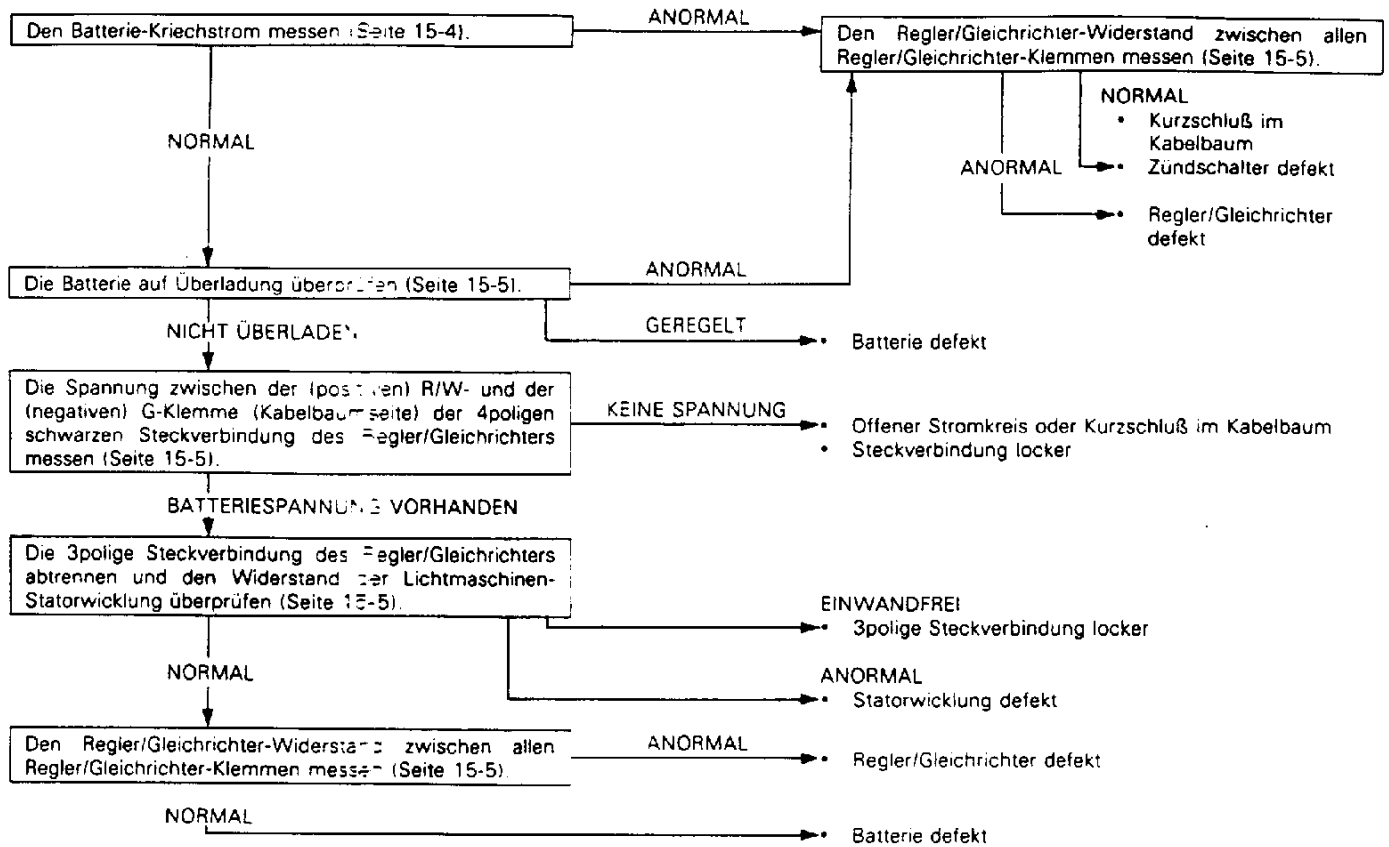 Den Batterie-Kriechstrom messen (Seite 15-4).
ANORMAL
Den Regler/Gleichrichter-Widerstand zwischen allen
Regler/Gleichrichter-Klemmen messen (Seite 15-5).
NORMAL
• Kurzschluß im
Kabelbaum
• Zündschalter defekt
ANORMAL
• Regler/Gleichrichter
defekt
NORMAL
Die Batterie auf Überladung überprüfen (Seite 15-5).
ANORMAL
GEREGELT
• Batterie defekt
NICHT ÜBERLADEN
Die Spannung zwischen der (positiven) R/W- und der
(negativen) G-Klemme (Kabelbaumseite) der 4poligen
schwarzen Steckverbindung des Regler/Gleichrichters
messen (Seite 15-5).
KEINE SPANNUNG
• Offener Stromkreis oder Kurzschluß im Kabelbaum
• Steckverbindung locker
BATTERIESPANNUNG VORHANDEN
Die 3polige Steckverbindung des Regler/Gleichrichters
abtrennen und den Widerstand der Lichtmaschinen-
Statorwicklung überprüfen (Seite 15-5).
EINWANDFREI
• 3polige Steckverbindung locker
ANORMAL
• Statorwicklung defekt
NORMAL
Den Regler/Gleichrichter-Widerstand zwischen allen
Regler/Gleichrichter-Klemmen messen (Seite 15-5).
ANORMAL
• Regler/Gleichrichter defekt
NORMAL
• Batterie defekt